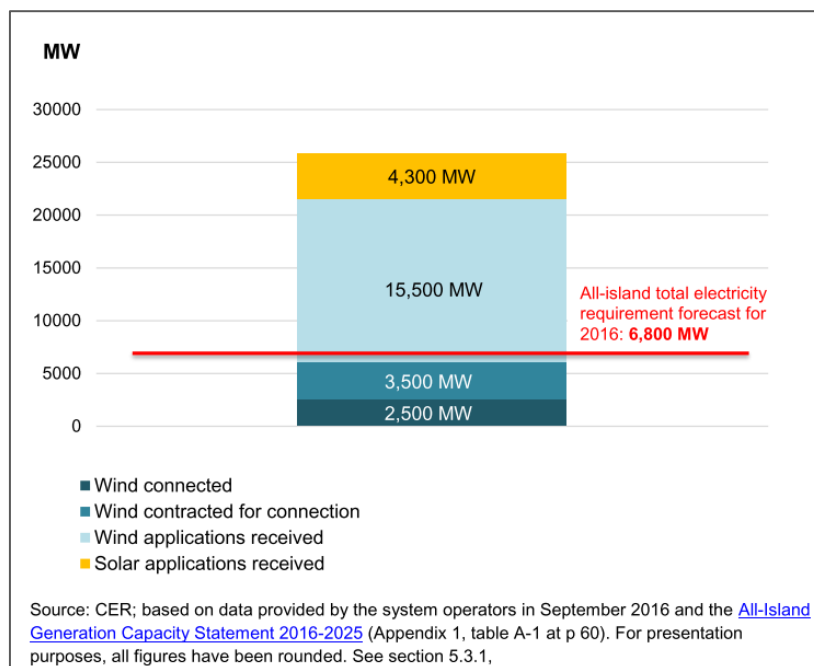 MW
30000
25000
20000
15000
10000
5000
0
4,300 MW
15,500 MW
3,500 MW
2,500 MW
All-island total electricity
requirement forecast for
2016: 6,800 MW
Wind connected
Wind contracted for connection
Wind applications received
Solar applications received
Source: CER; based on data provided by the system operators in September 2016 and the All-Island
Generation Capacity Statement 2016-2025 (Appendix 1, table A-1 at p 60). For presentation
purposes, all figures have been rounded. See section 5.3.1,